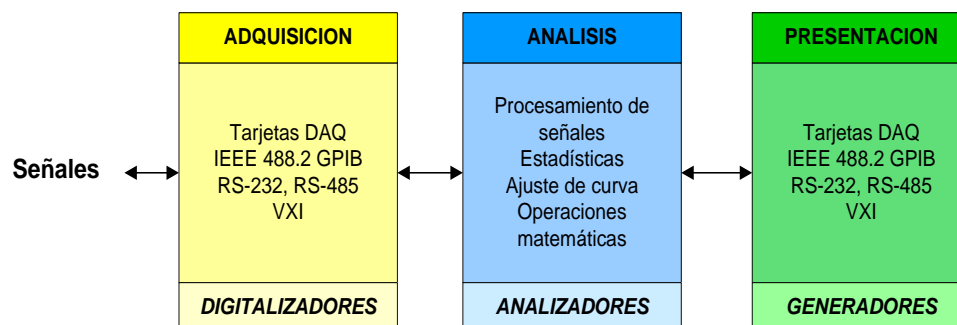 Señales
ADQUISICION
Tarjetas DAQ
IEEE 488.2 GPIB
RS-232, RS-485
VXI
DIGITALIZADORES
ANALISIS
Procesamiento de
señales
Estadísticas
Ajuste de curva
Operaciones
matemáticas
ANALIZADORES
PRESENTACION
Tarjetas DAQ
IEEE 488.2 GPIB
RS-232, RS-485
VXI
GENERADORES